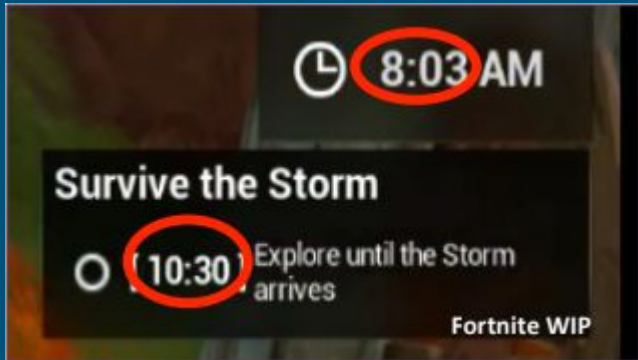 8:03 AM
Survive the Storm
[ 10:30 ] Explore until the Storm
arrives
Fortnite WIP